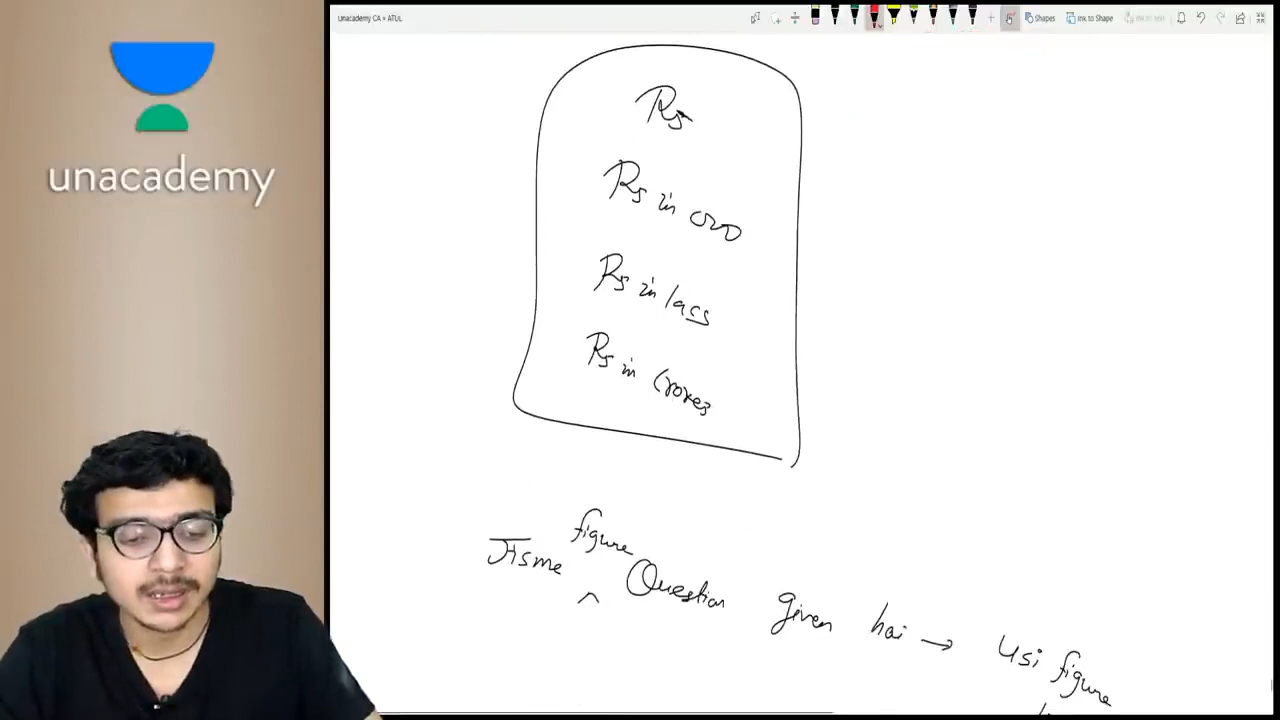 unacademy CA > ATUL
Shapes
Ink to Shape
unacademy
Rs
Rs in 000
Rs in lacs
Rs in Crores
Jisme figure Question given hai → usi figure